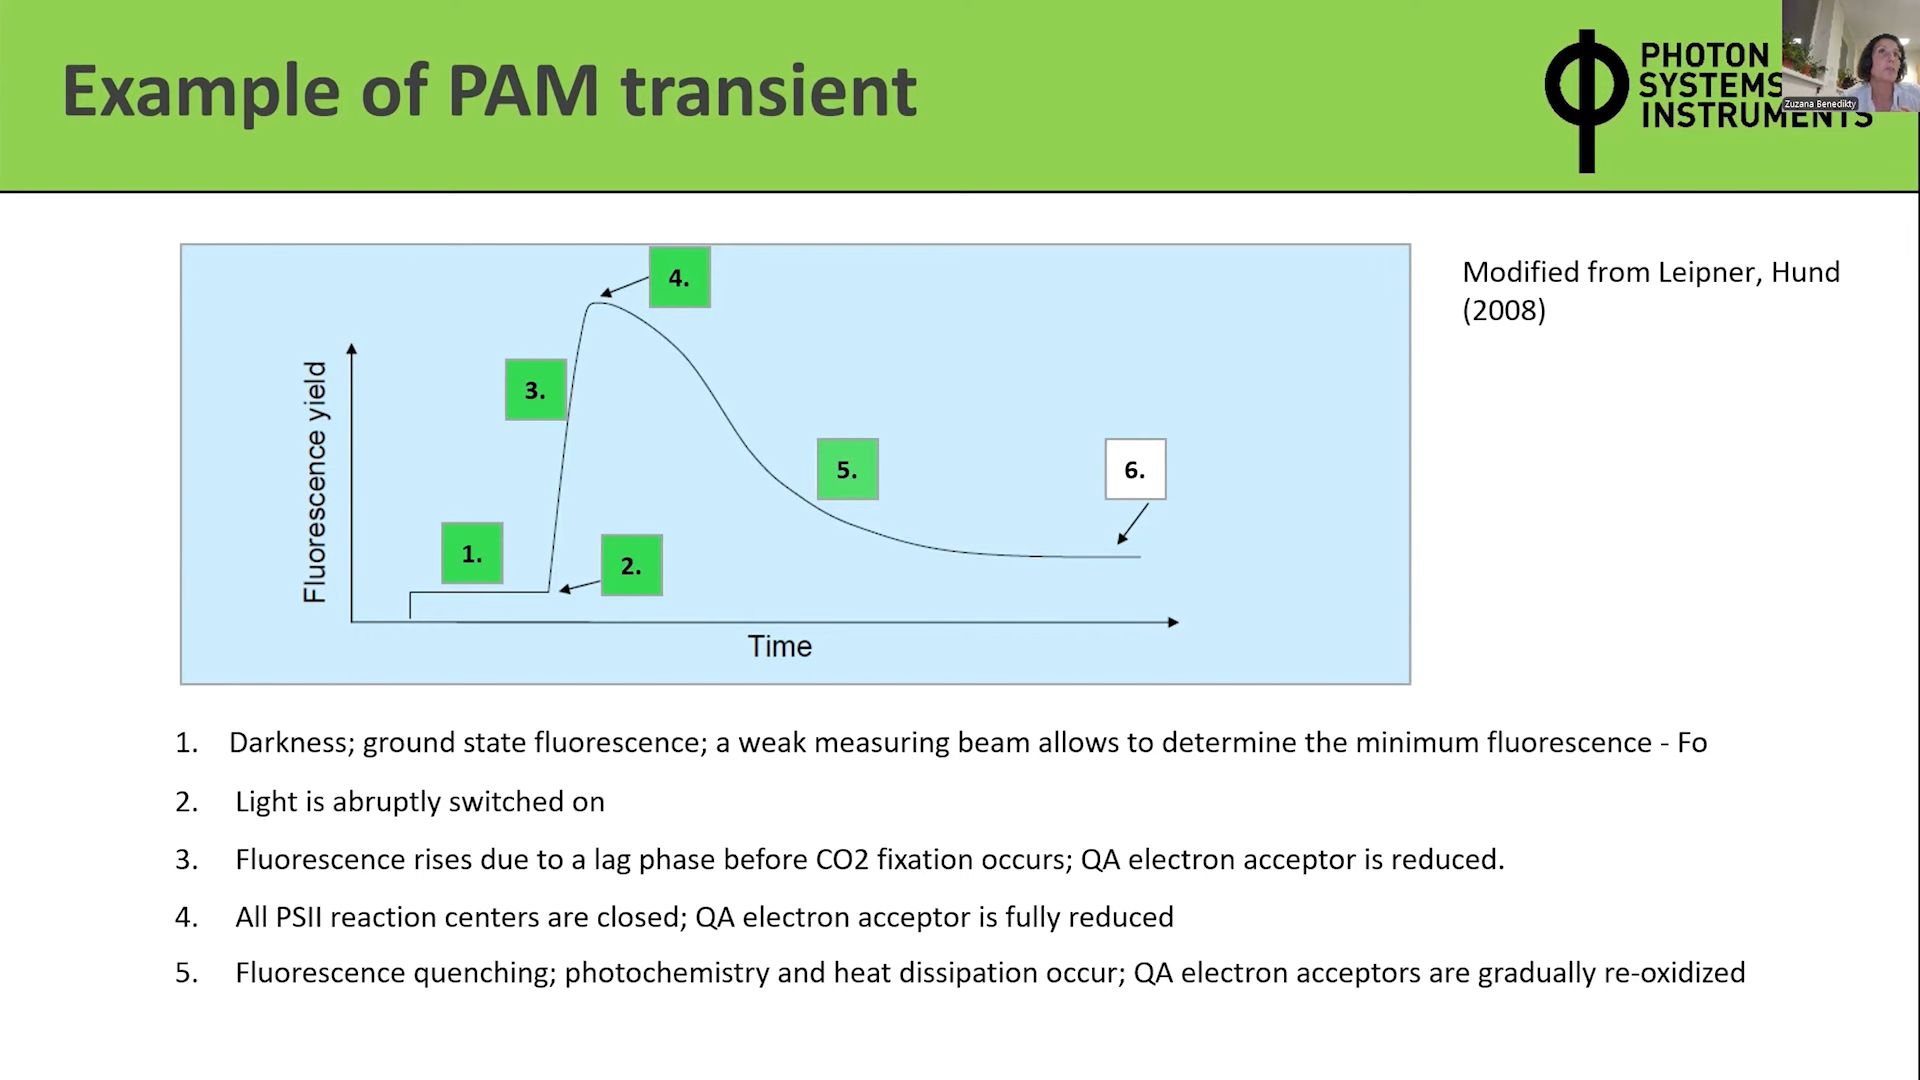 Example of PAM transient
PHOTON
SYSTEMS
INSTRUMENTS
Zuzana Benedikty
Modified from Leipner, Hund
(2008)
4.
3.
5.
6.
1.
2.
Fluorescence yield
Time
1. Darkness; ground state fluorescence; a weak measuring beam allows to determine the minimum fluorescence - Fo
2. Light is abruptly switched on
3. Fluorescence rises due to a lag phase before CO2 fixation occurs; QA electron acceptor is reduced.
4. All PSII reaction centers are closed; QA electron acceptor is fully reduced
5. Fluorescence quenching; photochemistry and heat dissipation occur; QA electron acceptors are gradually re-oxidized